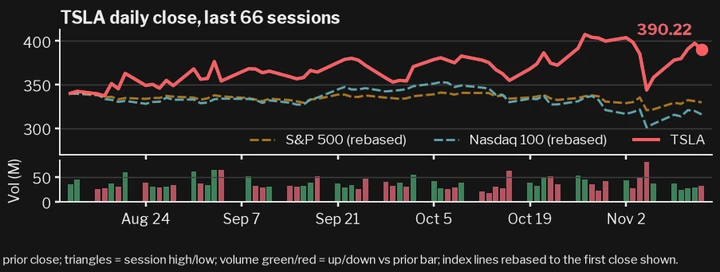 TSLA daily close, last 66 sessions
390.22
400
350
300
S&P 500 (rebased)
Nasdaq 100 (rebased)
TSLA
Vol (M)
50
0
Aug 24
Sep 7
Sep 21
Oct 5
Oct 19
Nov 2
prior close; triangles = session high/low; volume green/red = up/down vs prior bar; index lines rebased to the first close shown.